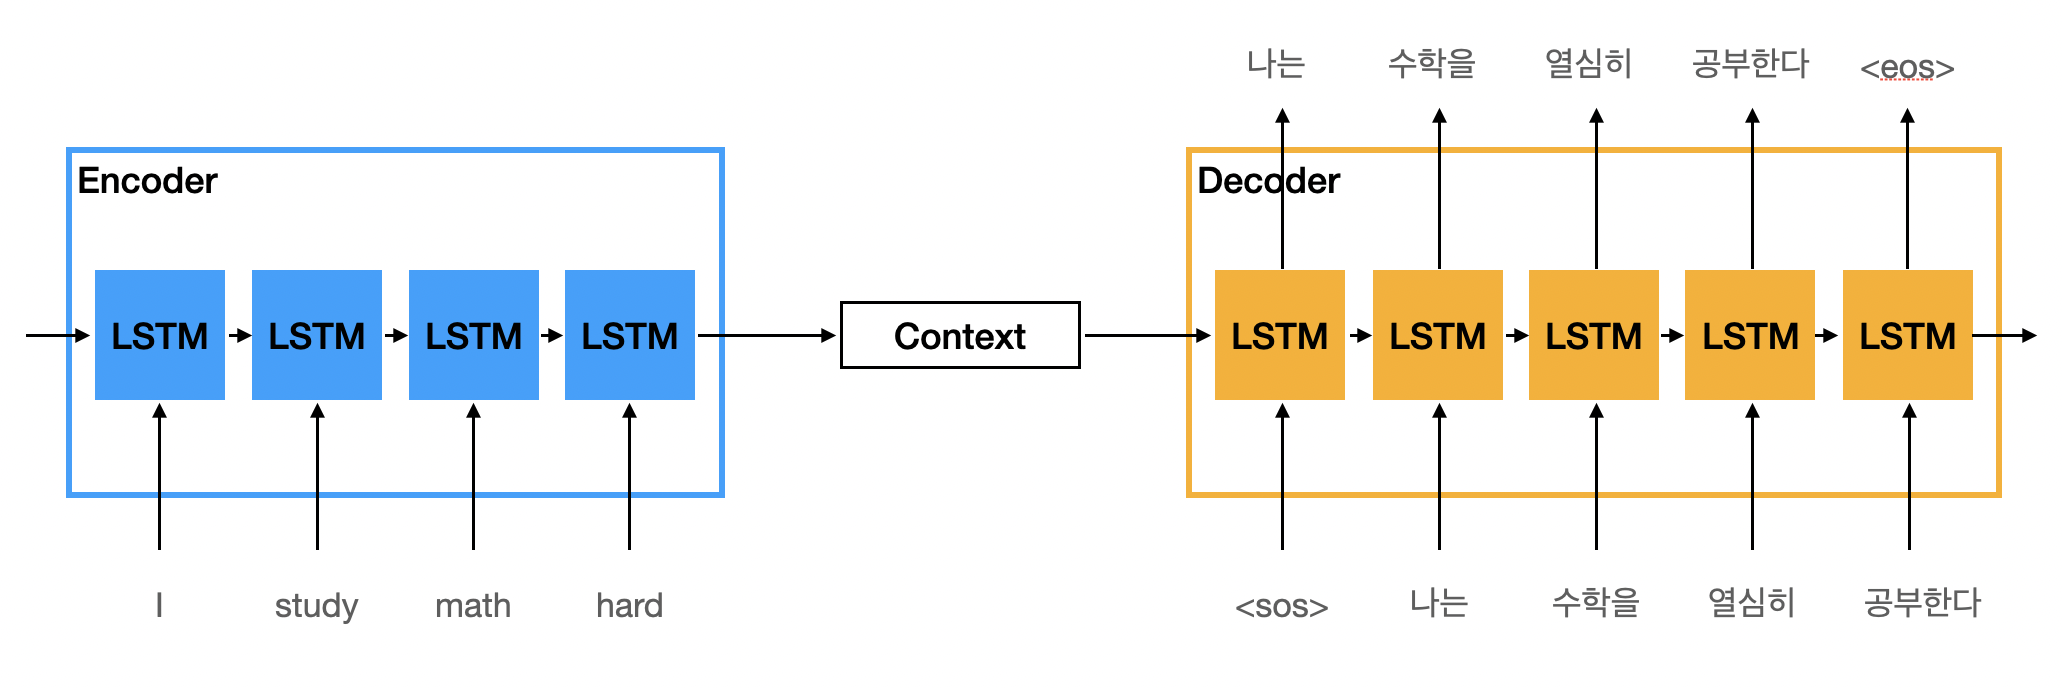 나는 수학을 열심히 공부한다 <eos>
Encoder
Decoder
LSTM LSTM LSTM LSTM
Context
LSTM LSTM LSTM LSTM LSTM
I study math hard
<sos> 나는 수학을 열심히 공부한다